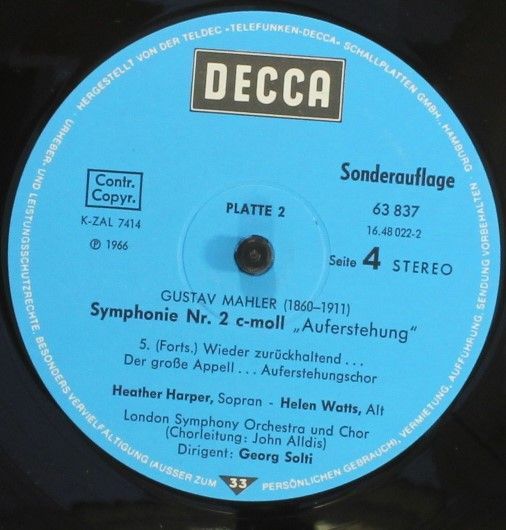 HERGESTELLT VON DER TELDEC »TELEFUNKEN-DECCA« SCHALLPLATTEN GMBH., HAMBURG
DECCA
Sonderauflage
Contr.
Copyr.
PLATTE 2
63 837
K-ZAL 7414
16.48 022-2
℗ 1966
Seite 4 STEREO
GUSTAV MAHLER (1860–1911)
Symphonie Nr. 2 c-moll „Auferstehung“
5. (Forts.) Wieder zurückhaltend . . .
Der große Appell . . . Auferstehungschor
Heather Harper, Sopran - Helen Watts, Alt
London Symphony Orchestra und Chor
(Chorleitung: John Alldis)
Dirigent: Georg Solti
33
URHEBER- UND LEISTUNGSSCHUTZRECHTE, BESONDERS VERVIELFÄLTIGUNG (AUSSER ZUM PERSÖNLICHEN GEBRAUCH), VERMIETUNG, AUFFÜHRUNG, SENDUNG VORBEHALTEN